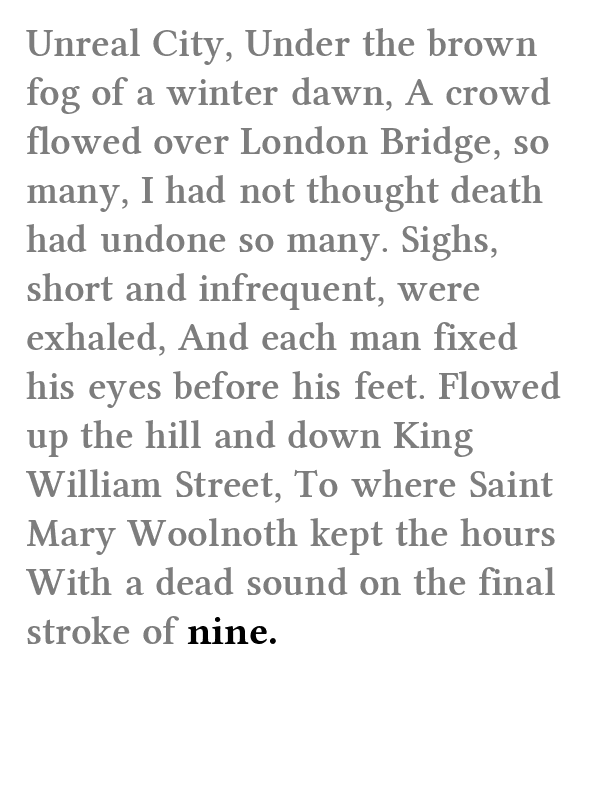 Unreal City, Under the brown
fog of a winter dawn, A crowd
flowed over London Bridge, so
many, I had not thought death
had undone so many. Sighs,
short and infrequent, were
exhaled, And each man fixed
his eyes before his feet. Flowed
up the hill and down King
William Street, To where Saint
Mary Woolnoth kept the hours
With a dead sound on the final
stroke of nine.